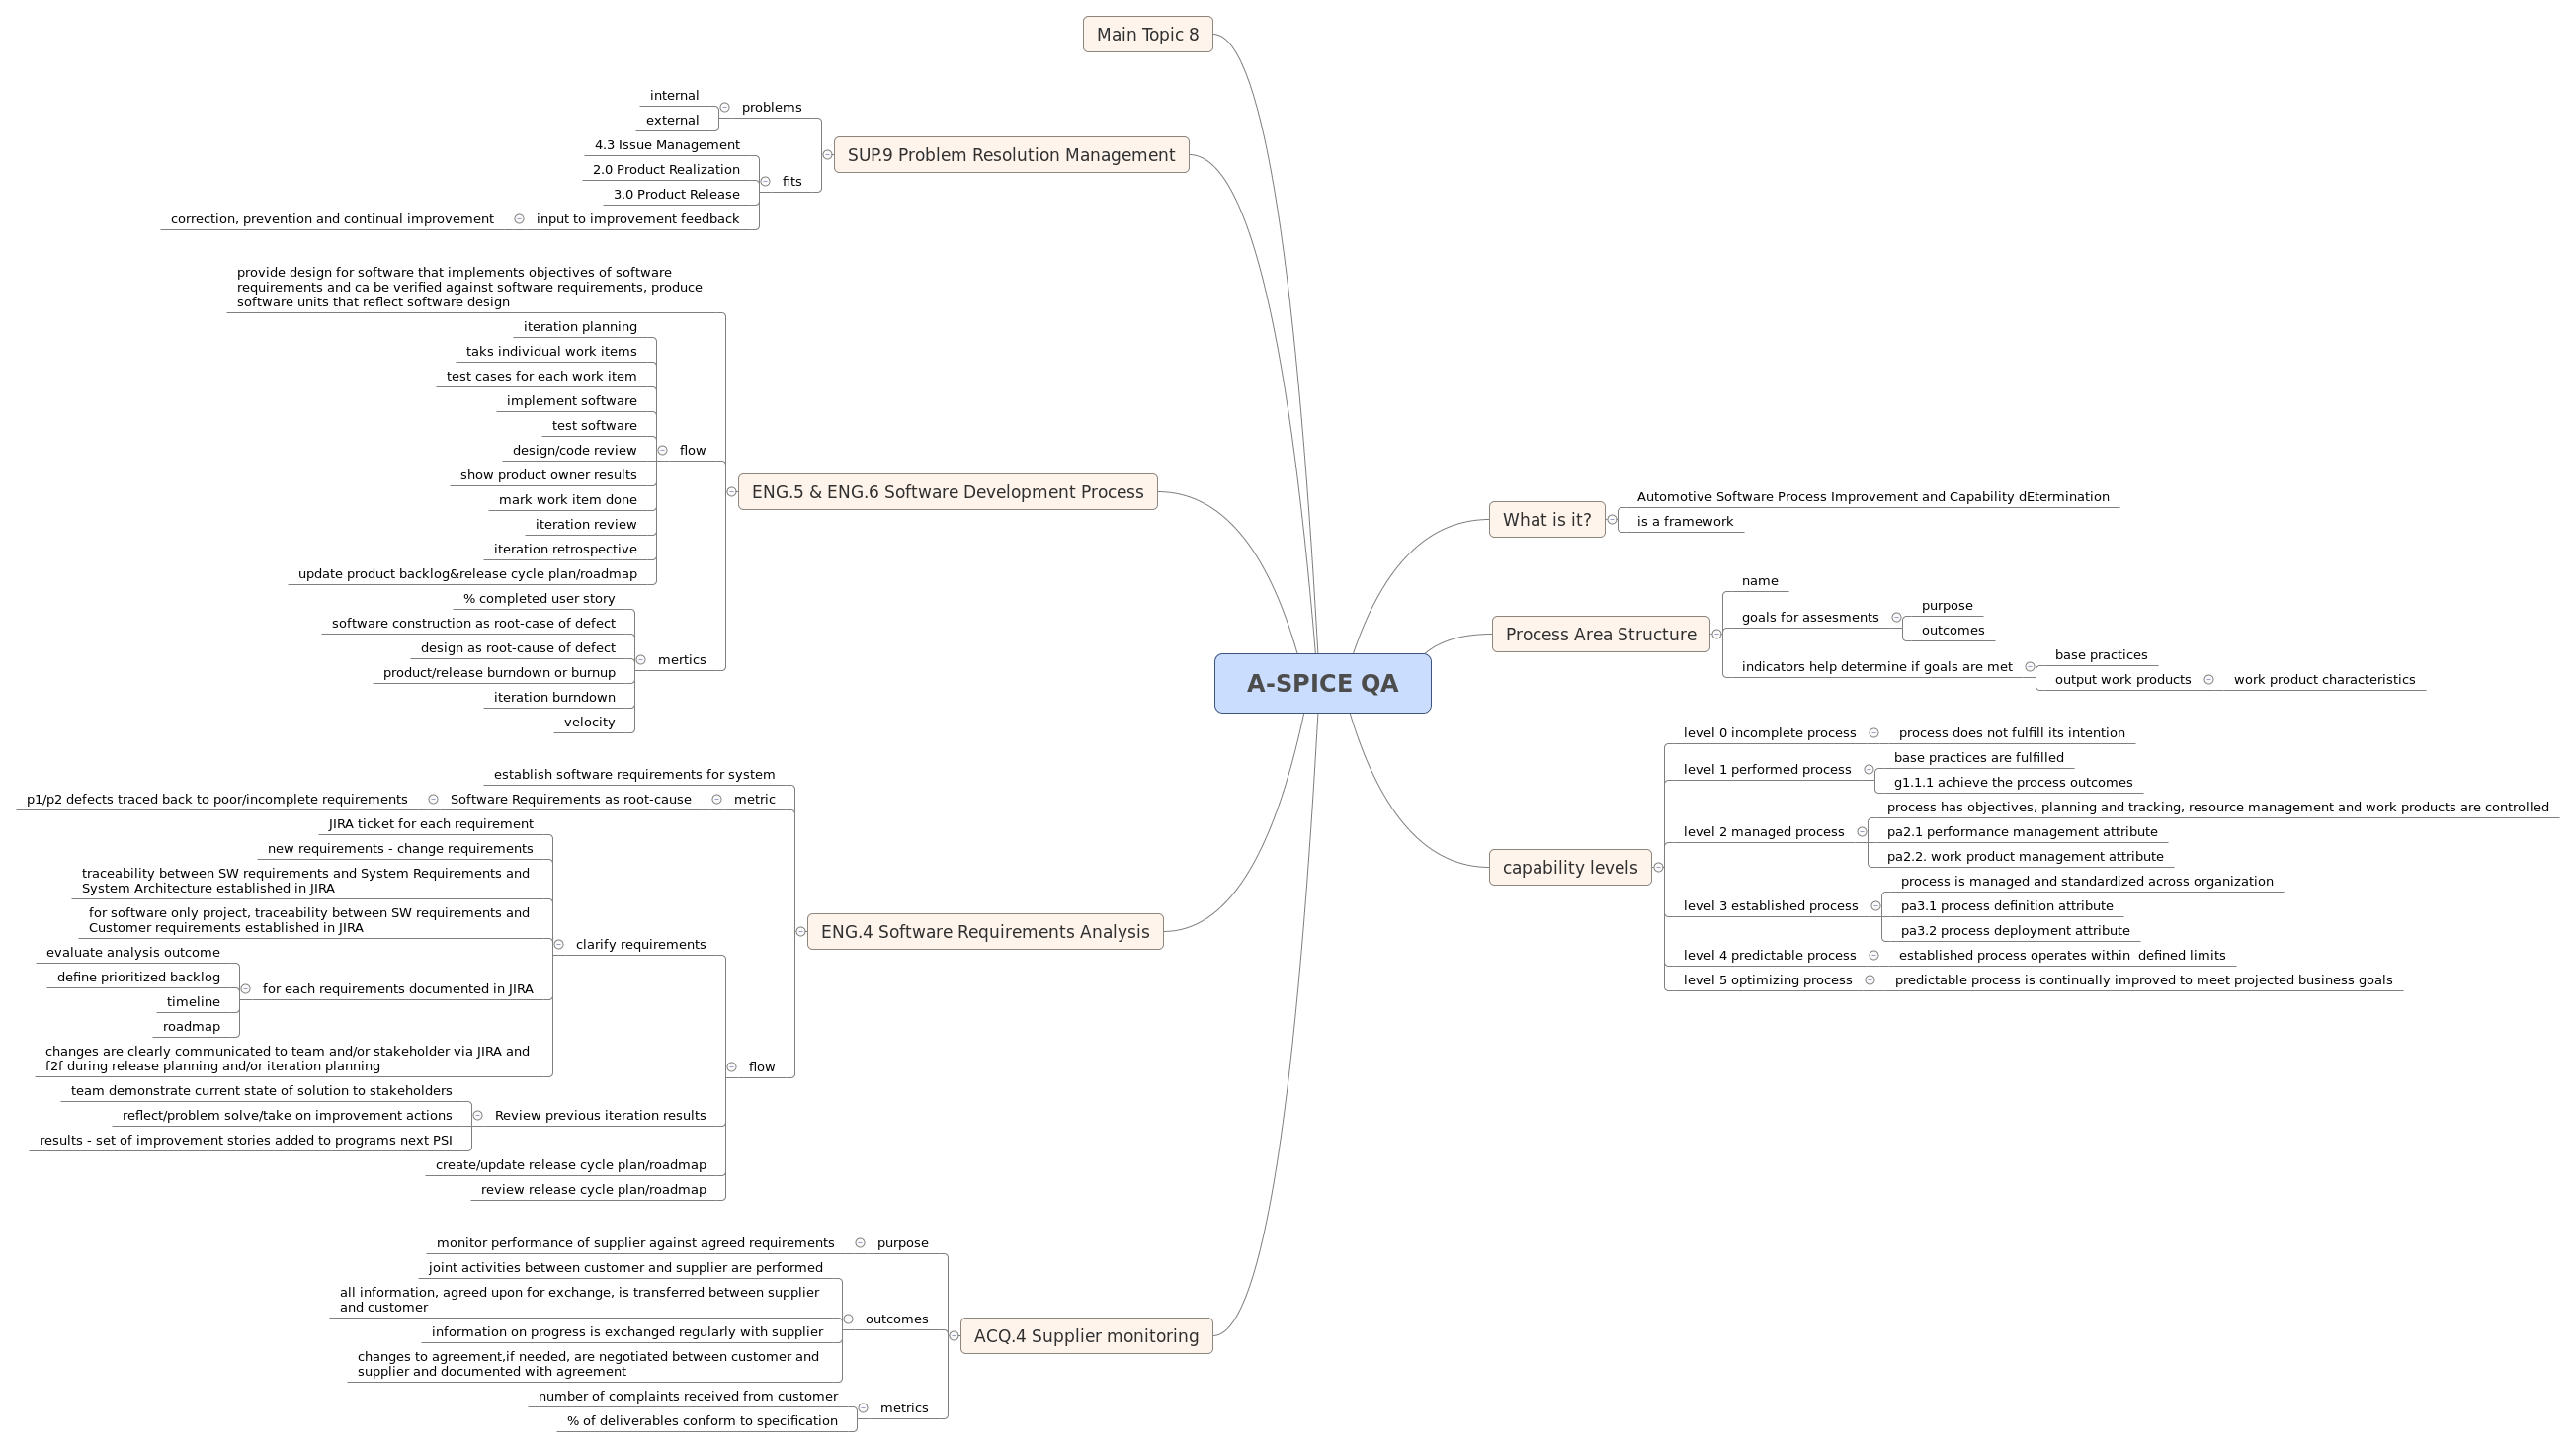 Main Topic 8
SUP.9 Problem Resolution Management
problems
internal
external
fits
4.3 Issue Management
2.0 Product Realization
3.0 Product Release
input to improvement feedback
correction, prevention and continual improvement
ENG.5 & ENG.6 Software Development Process
provide design for software that implements objectives of software
requirements and ca be verified against software requirements, produce
software units that reflect software design
flow
iteration planning
taks individual work items
test cases for each work item
implement software
test software
design/code review
show product owner results
mark work item done
iteration review
iteration retrospective
update product backlog&release cycle plan/roadmap
mertics
% completed user story
software construction as root-case of defect
design as root-cause of defect
product/release burndown or burnup
iteration burndown
velocity
ENG.4 Software Requirements Analysis
establish software requirements for system
metric
Software Requirements as root-cause
p1/p2 defects traced back to poor/incomplete requirements
flow
clarify requirements
JIRA ticket for each requirement
new requirements - change requirements
traceability between SW requirements and System Requirements and
System Architecture established in JIRA
for software only project, traceability between SW requirements and
Customer requirements established in JIRA
for each requirements documented in JIRA
evaluate analysis outcome
define prioritized backlog
timeline
roadmap
changes are clearly communicated to team and/or stakeholder via JIRA and
f2f during release planning and/or iteration planning
Review previous iteration results
team demonstrate current state of solution to stakeholders
reflect/problem solve/take on improvement actions
results - set of improvement stories added to programs next PSI
create/update release cycle plan/roadmap
review release cycle plan/roadmap
ACQ.4 Supplier monitoring
purpose
monitor performance of supplier against agreed requirements
outcomes
joint activities between customer and supplier are performed
all information, agreed upon for exchange, is transferred between supplier
and customer
information on progress is exchanged regularly with supplier
changes to agreement,if needed, are negotiated between customer and
supplier and documented with agreement
metrics
number of complaints received from customer
% of deliverables conform to specification
A-SPICE QA
What is it?
Automotive Software Process Improvement and Capability dEtermination
is a framework
Process Area Structure
name
goals for assesments
purpose
outcomes
indicators help determine if goals are met
base practices
output work products
work product characteristics
capability levels
level 0 incomplete process
process does not fulfill its intention
level 1 performed process
base practices are fulfilled
g1.1.1 achieve the process outcomes
level 2 managed process
process has objectives, planning and tracking, resource management and work products are controlled
pa2.1 performance management attribute
pa2.2. work product management attribute
level 3 established process
process is managed and standardized across organization
pa3.1 process definition attribute
pa3.2 process deployment attribute
level 4 predictable process
established process operates within  defined limits
level 5 optimizing process
predictable process is continually improved to meet projected business goals